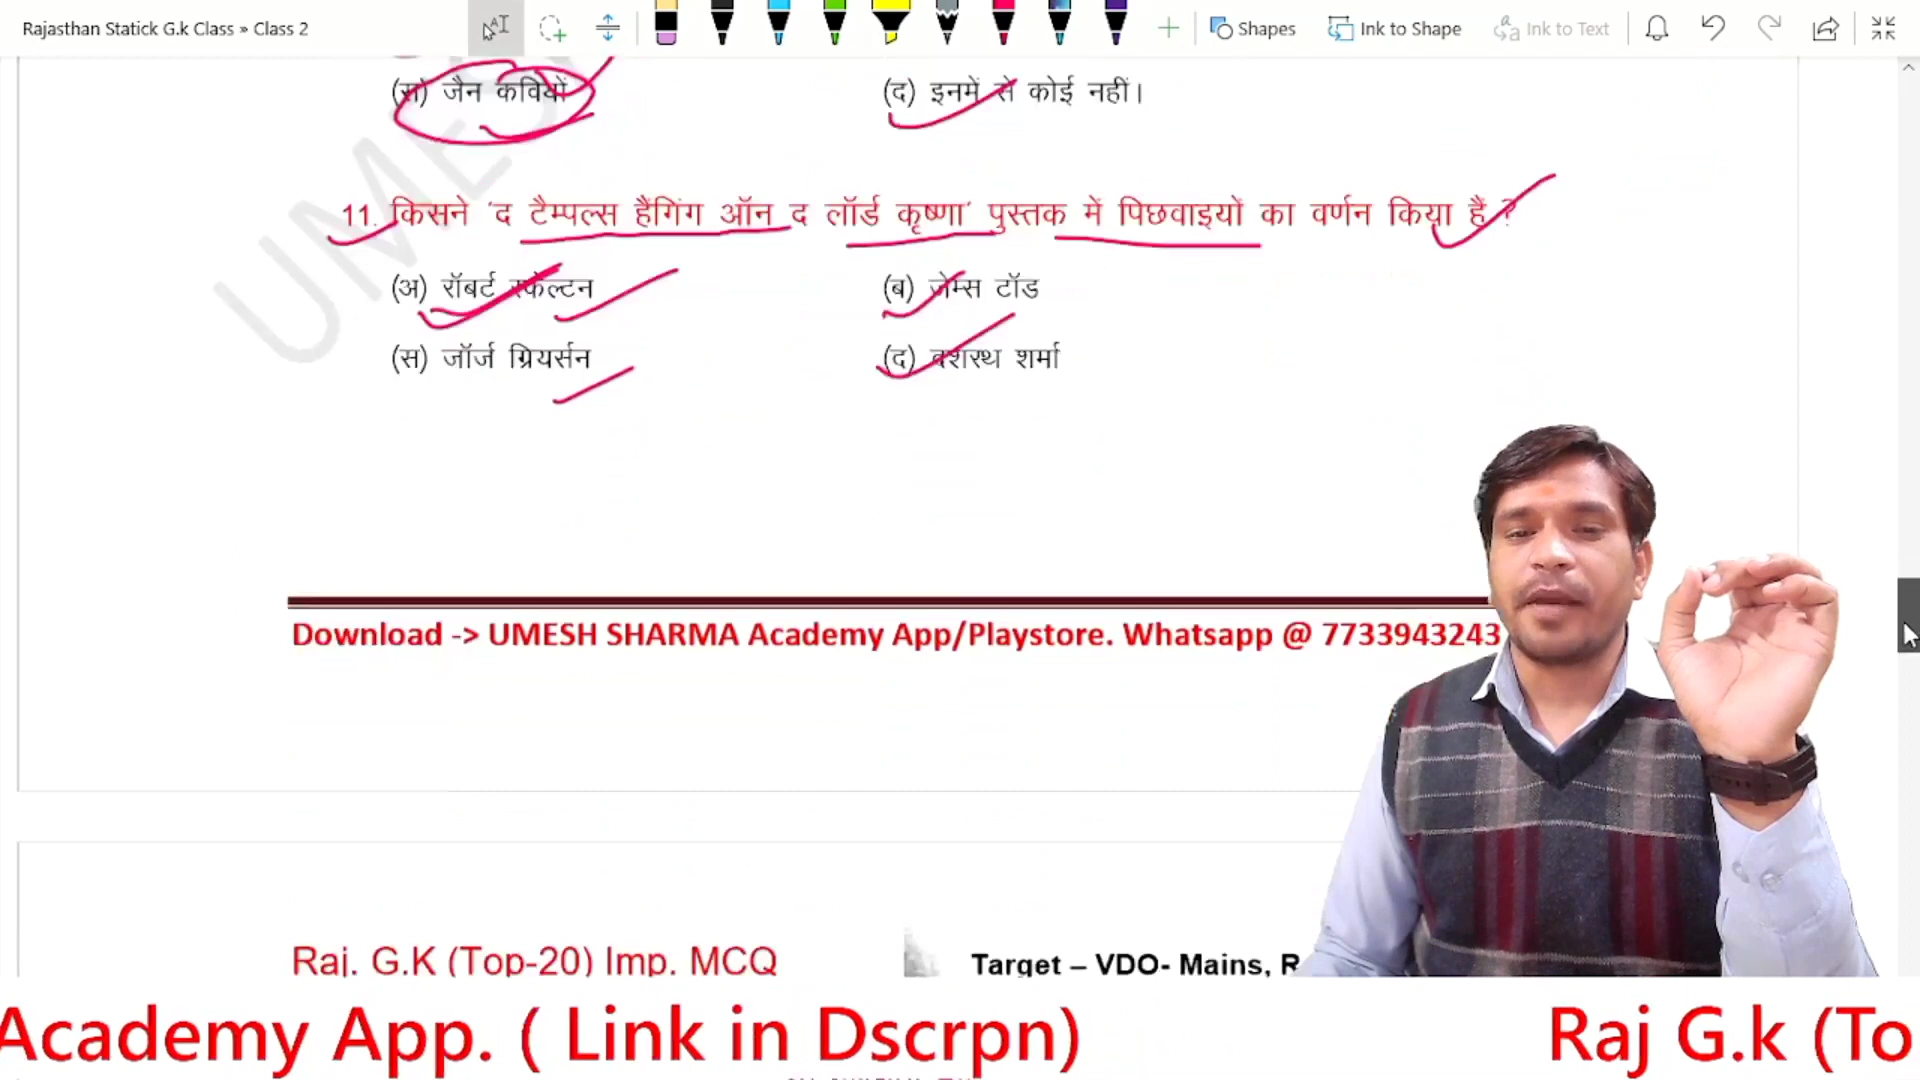 Rajasthan Statick G.k Class » Class 2
Shapes
Ink to Shape
Ink to Text
(स) जैन कवियों
(द) इनमें से कोई नहीं।
11. किसने 'द टैम्पल्स हैंगिंग ऑन द लॉर्ड कृष्णा' पुस्तक में पिछवाइयों का वर्णन किया है ?
(अ) रॉबर्ट स्केल्टन
(ब) जेम्स टॉड
(स) जॉर्ज ग्रियर्सन
(द) दशरथ शर्मा
UMES
Download -> UMESH SHARMA Academy App/Playstore. Whatsapp @ 7733943243
Raj. G.K (Top-20) Imp. MCQ
Target – VDO- Mains, R
Academy App. ( Link in Dscrpn)
Raj G.k (To